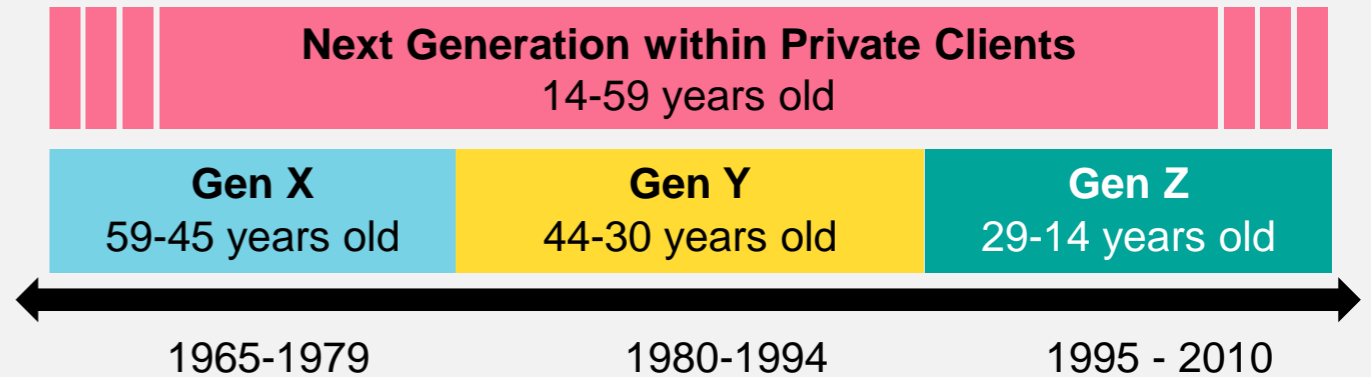 Next Generation within Private Clients
14-59 years old
Gen X
59-45 years old
Gen Y
44-30 years old
Gen Z
29-14 years old
1965-1979
1980-1994
1995 - 2010